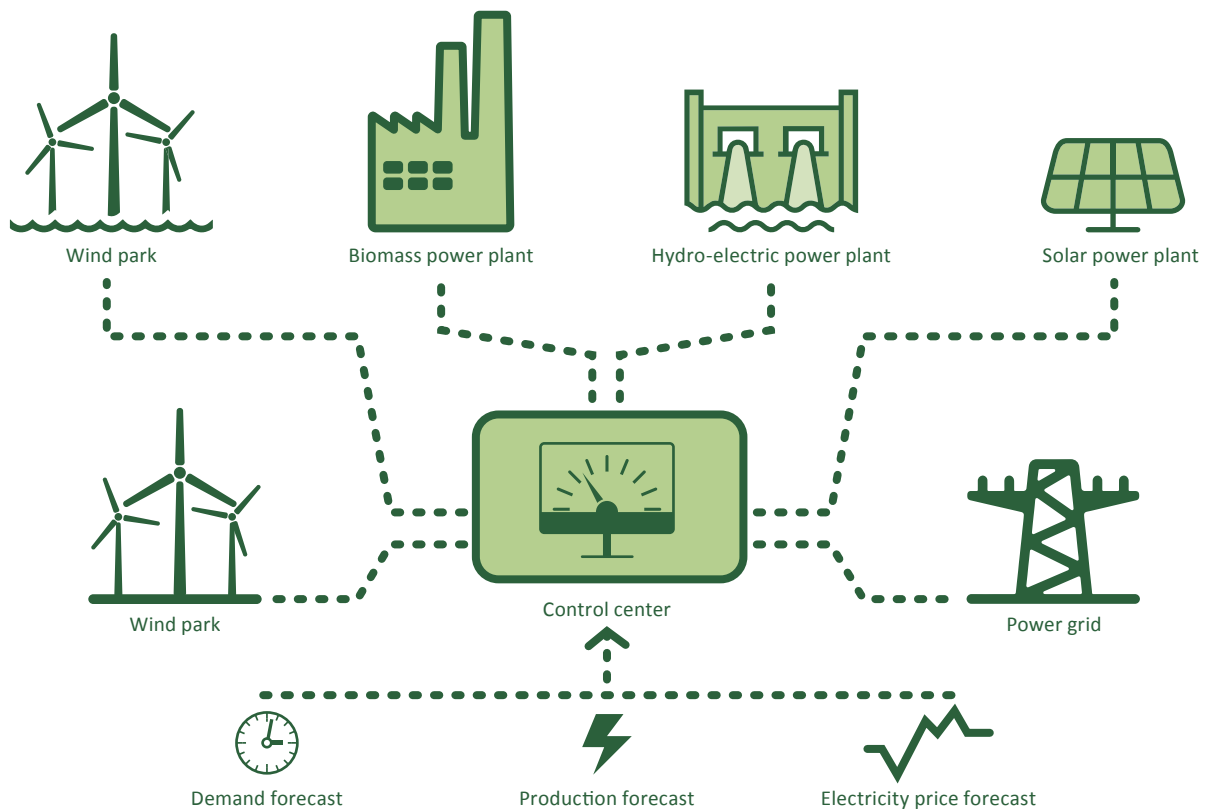 Wind park
Biomass power plant
Hydro-electric power plant
Solar power plant
Wind park
Control center
Power grid
Demand forecast
Production forecast
Electricity price forecast